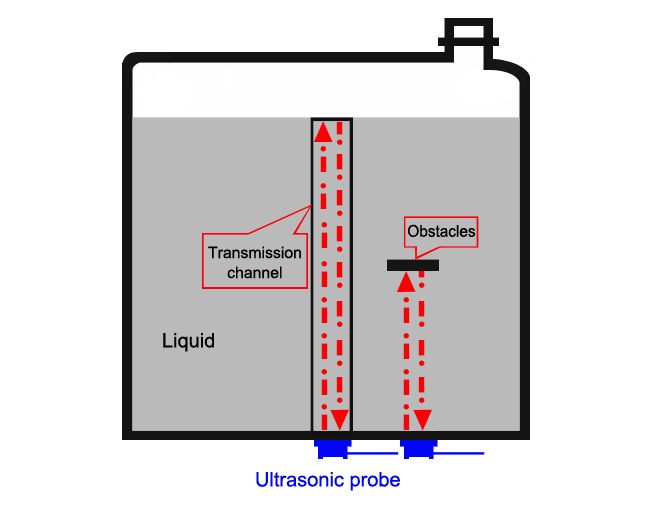 Obstacles
Transmission
channel
Liquid
Ultrasonic probe